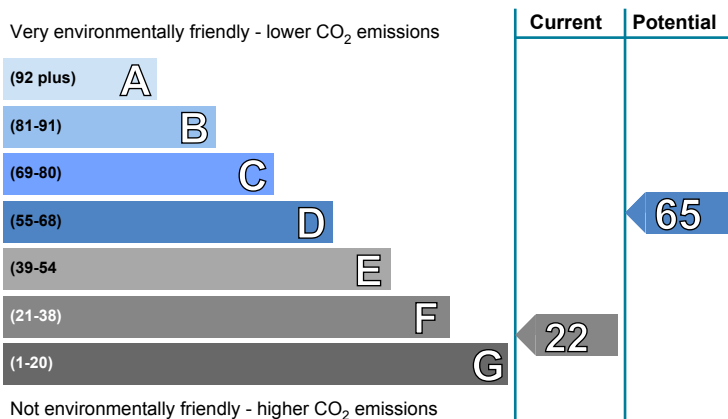 Very environmentally friendly - lower CO2 emissions
Current
Potential
(92 plus) A
(81-91) B
(69-80) C
(55-68) D
65
(39-54 E
(21-38) F
22
(1-20) G
Not environmentally friendly - higher CO2 emissions